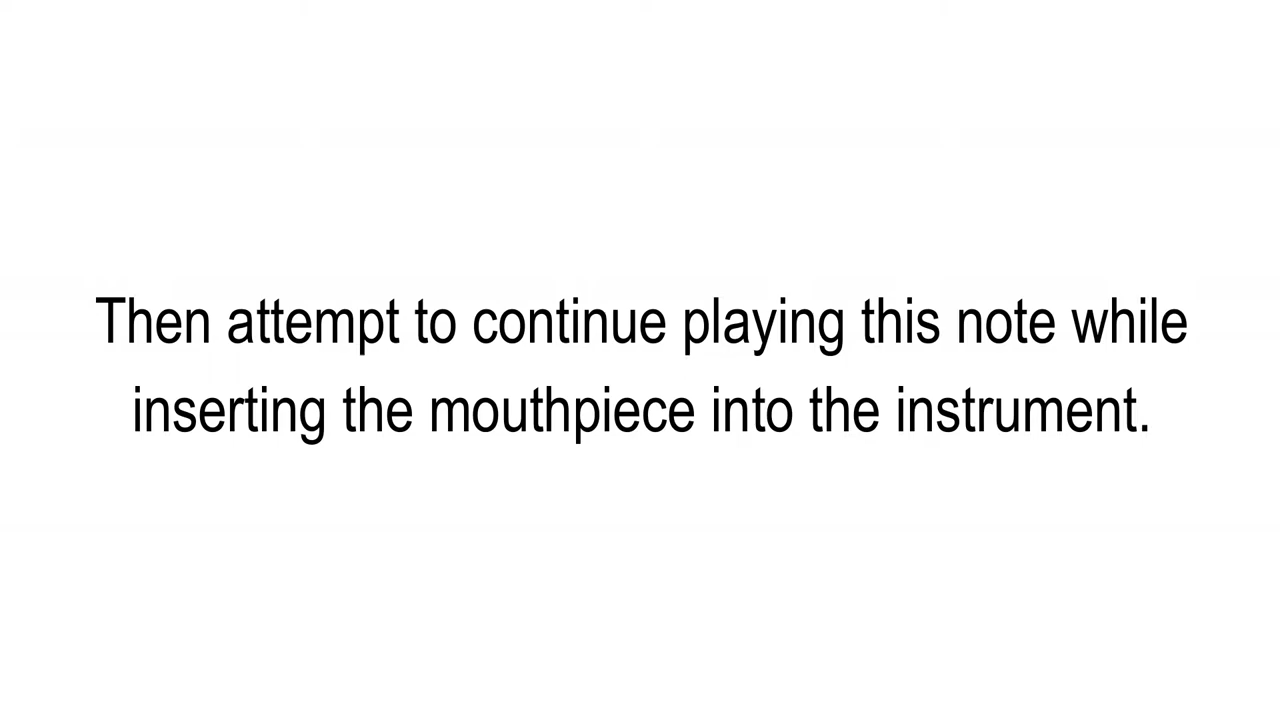 Then attempt to continue playing this note while
inserting the mouthpiece into the instrument.